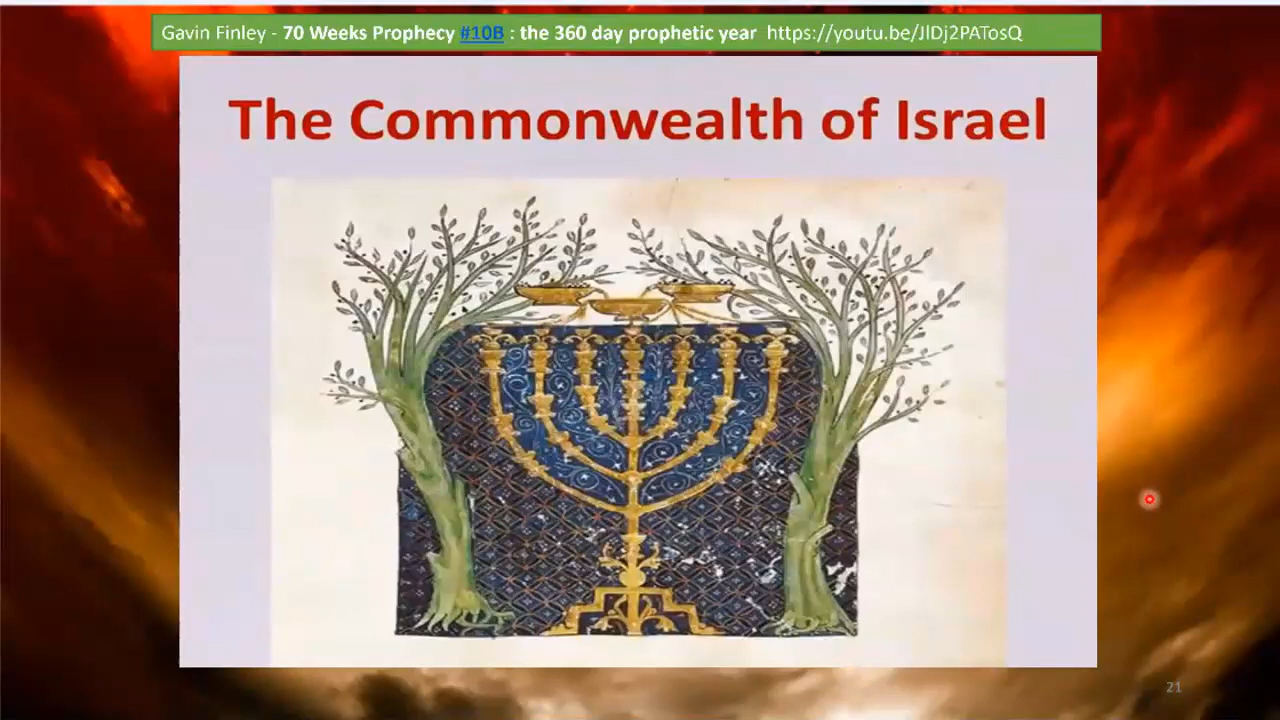 Gavin Finley - 70 Weeks Prophecy #10B : the 360 day prophetic year https://youtu.be/JlDj2PATosQ
The Commonwealth of Israel
21